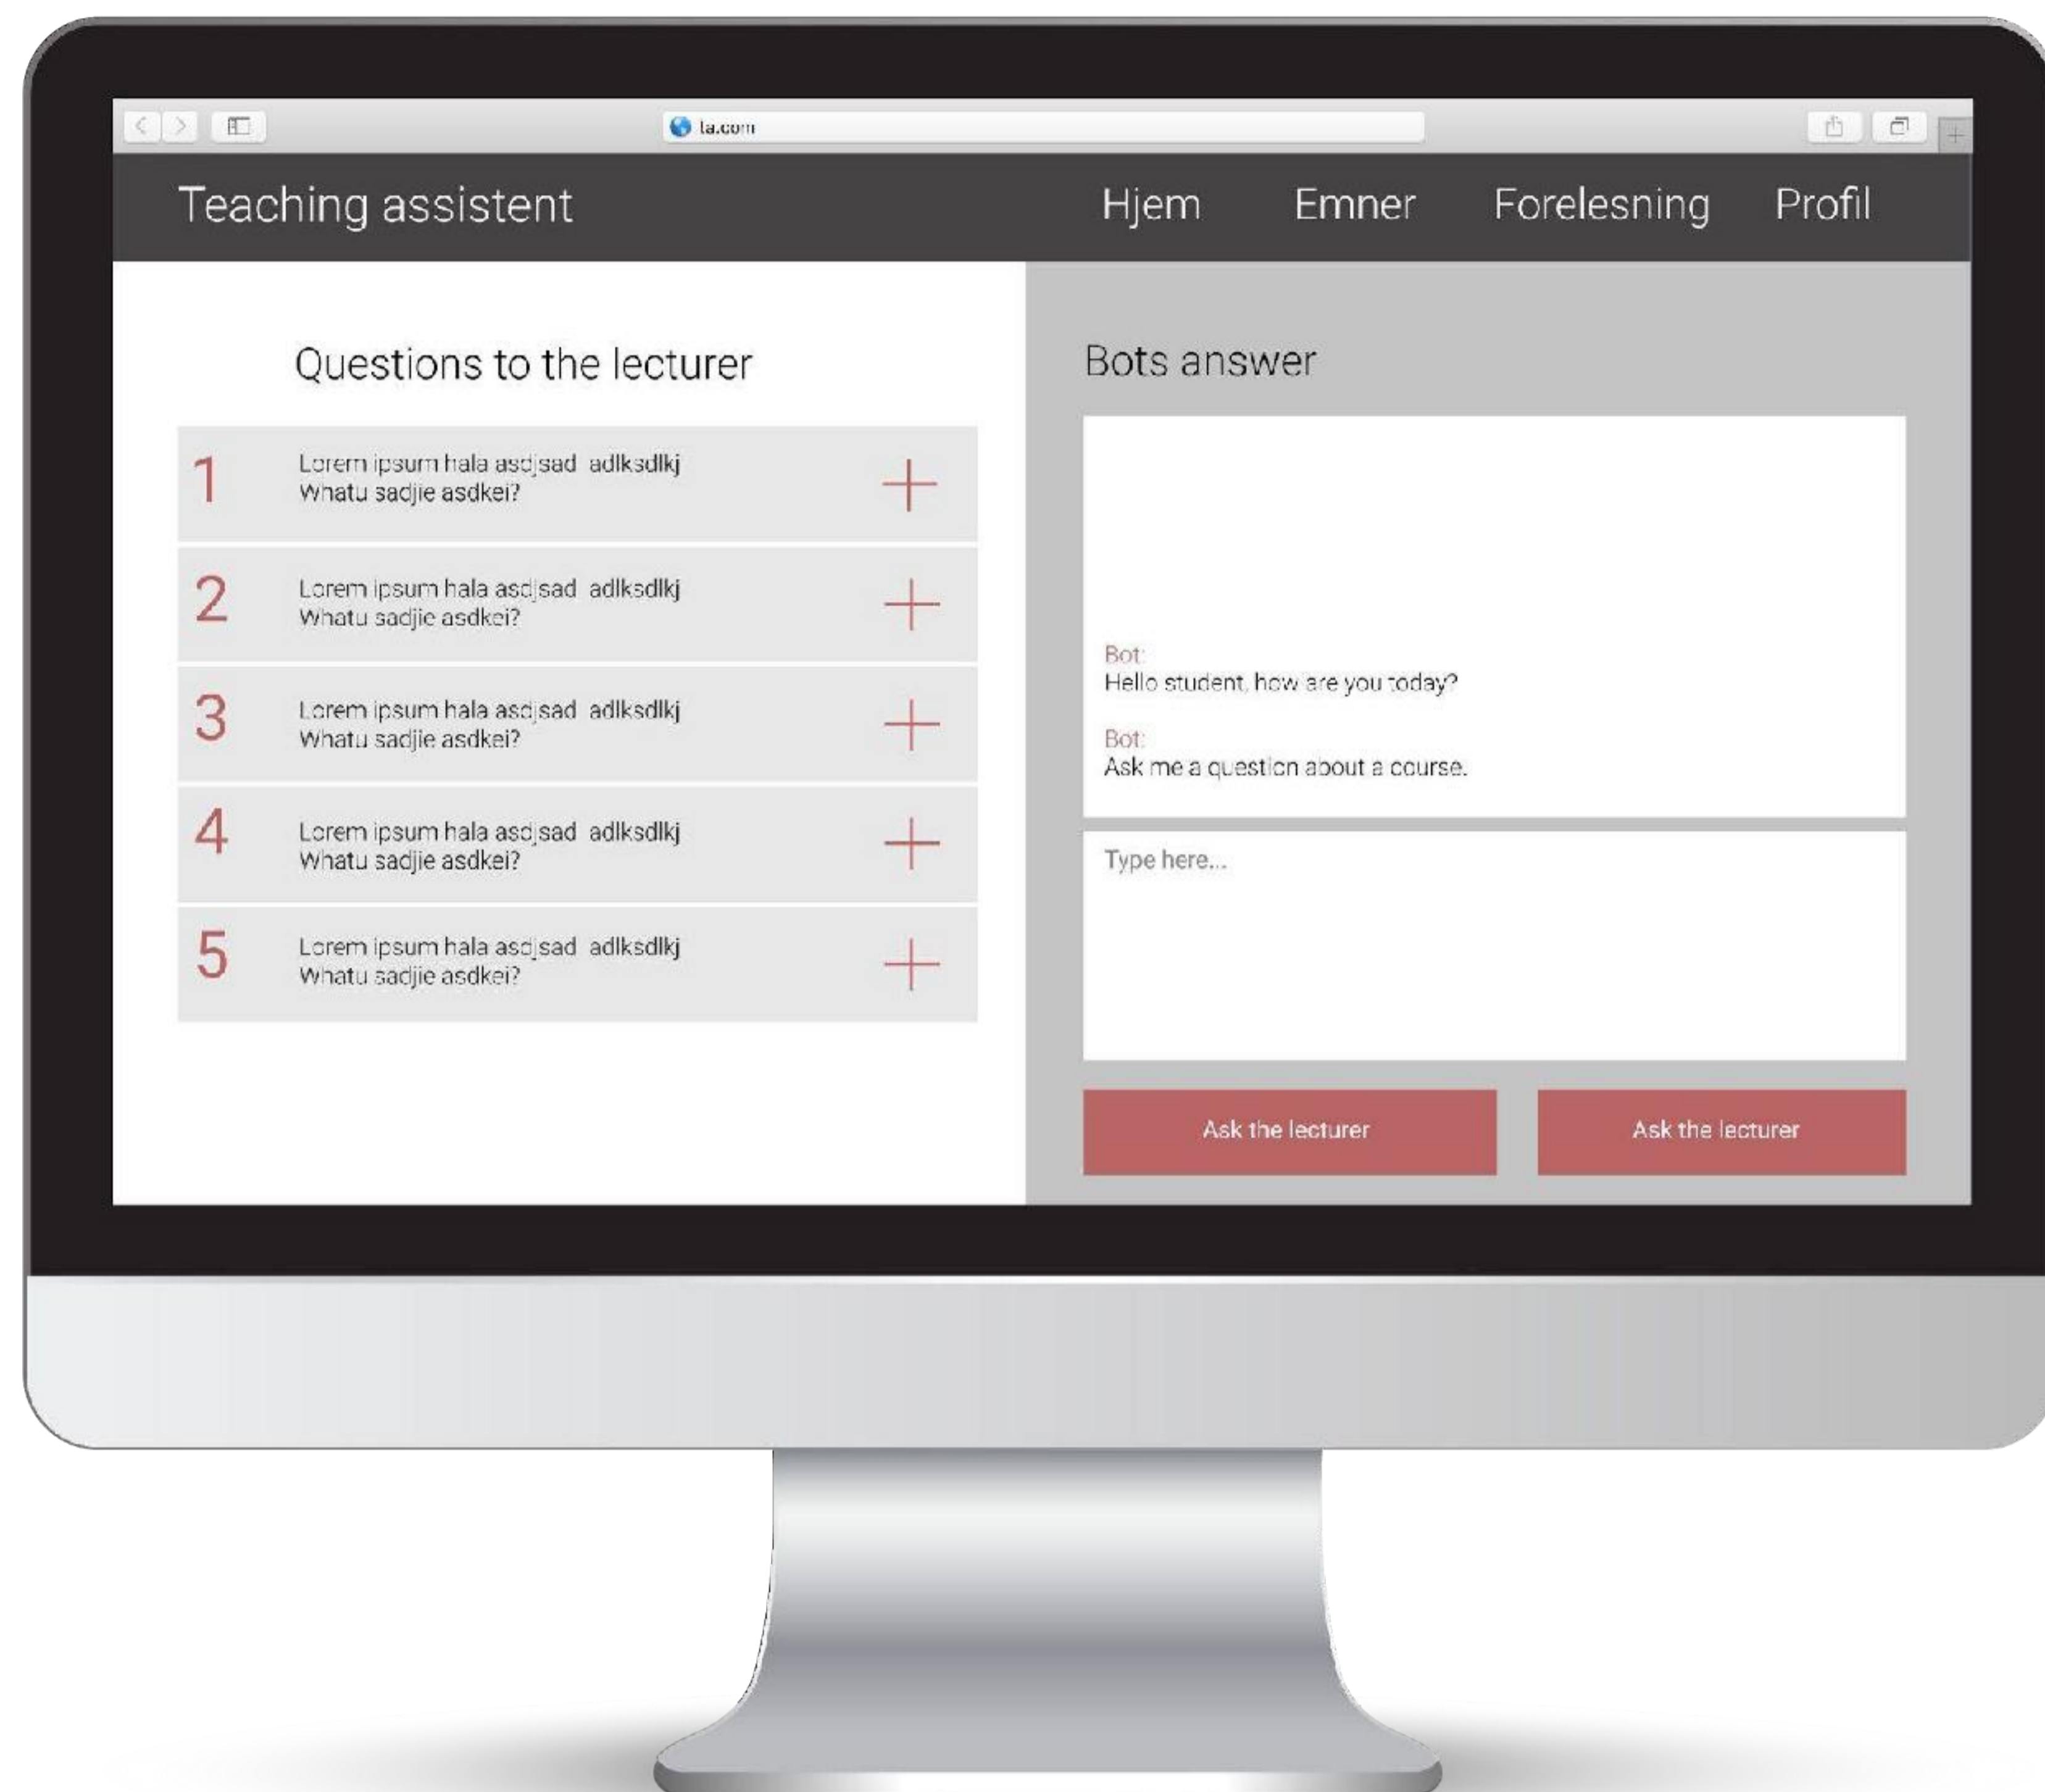 ta.com
Teaching assistent
Hjem
Emner
Forelesning
Profil
Questions to the lecturer
1
Lorem ipsum hala asdjsad adlksdlkj
Whatu sadjie asdkei?
2
Lorem ipsum hala asdjsad adlksdlkj
Whatu sadjie asdkei?
3
Lorem ipsum hala asdjsad adlksdlkj
Whatu sadjie asdkei?
4
Lorem ipsum hala asdjsad adlksdlkj
Whatu sadjie asdkei?
5
Lorem ipsum hala asdjsad adlksdlkj
Whatu sadjie asdkei?
Bots answer
Bot:
Hello student, how are you today?
Bot:
Ask me a question about a course.
Type here...
Ask the lecturer
Ask the lecturer